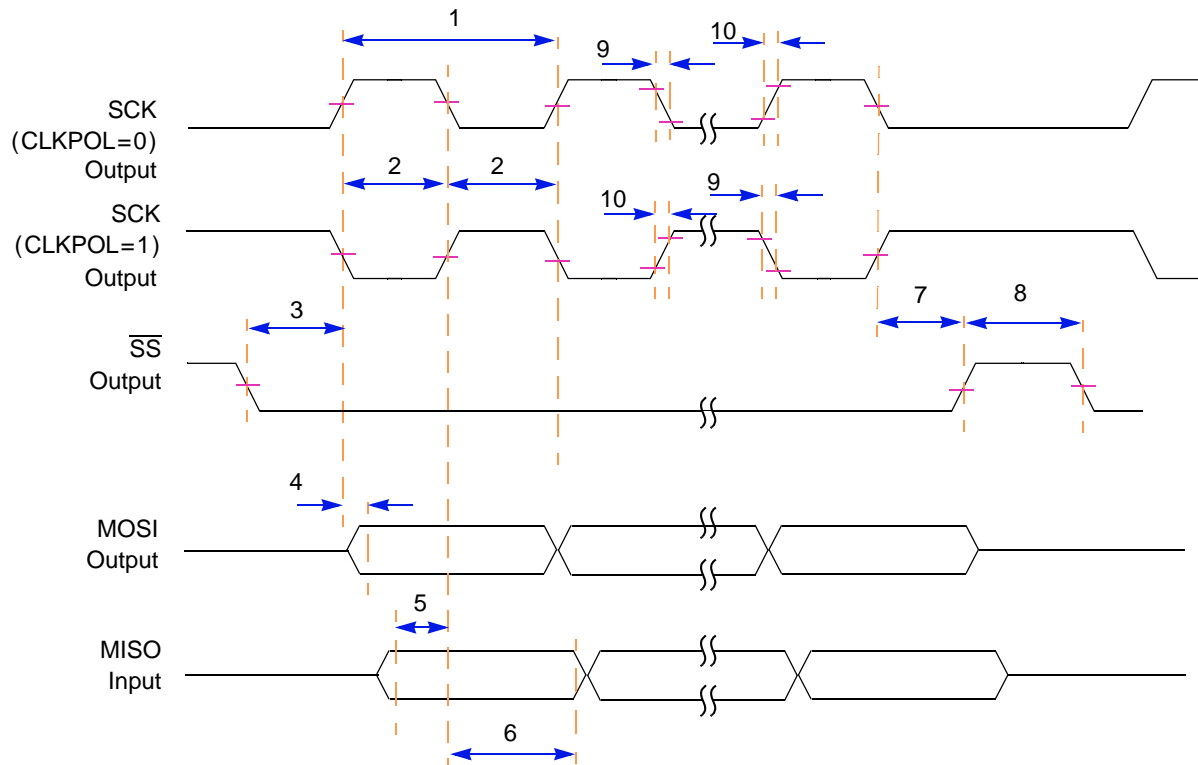 1
9
10
SCK
(CLKPOL=0)
Output
2
2
SCK
(CLKPOL=1)
Output
10
9
3
7
8
SS
Output
4
MOSI
Output
5
MISO
Input
6